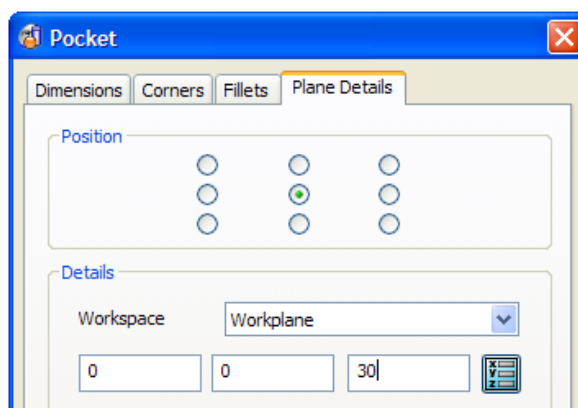 Pocket
Dimensions Corners Fillets Plane Details
Position
Details
Workspace Workplane
0 0 30
X
Y
Z